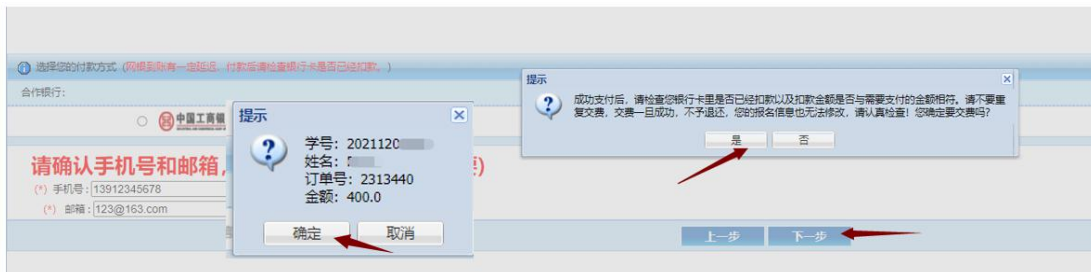 选择您的付款方式（网银到账有一定延迟，付款后请检查银行卡是否已经扣款。）
合作银行：
中国工商银
请确认手机号和邮箱，
(*) 手机号：13912345678
(*) 邮箱：123@163.com
提示
学号：2021120
姓名：
订单号：2313440
金额：400.0
确定 取消
提示
成功支付后，请检查您银行卡里是否已经扣款以及扣款金额是否与需要支付的金额相符。请不要重
复交费，交费一旦成功，不予退还，您的报名信息也无法修改，请认真检查！您确定要交费吗？
是 否
上一步 下一步